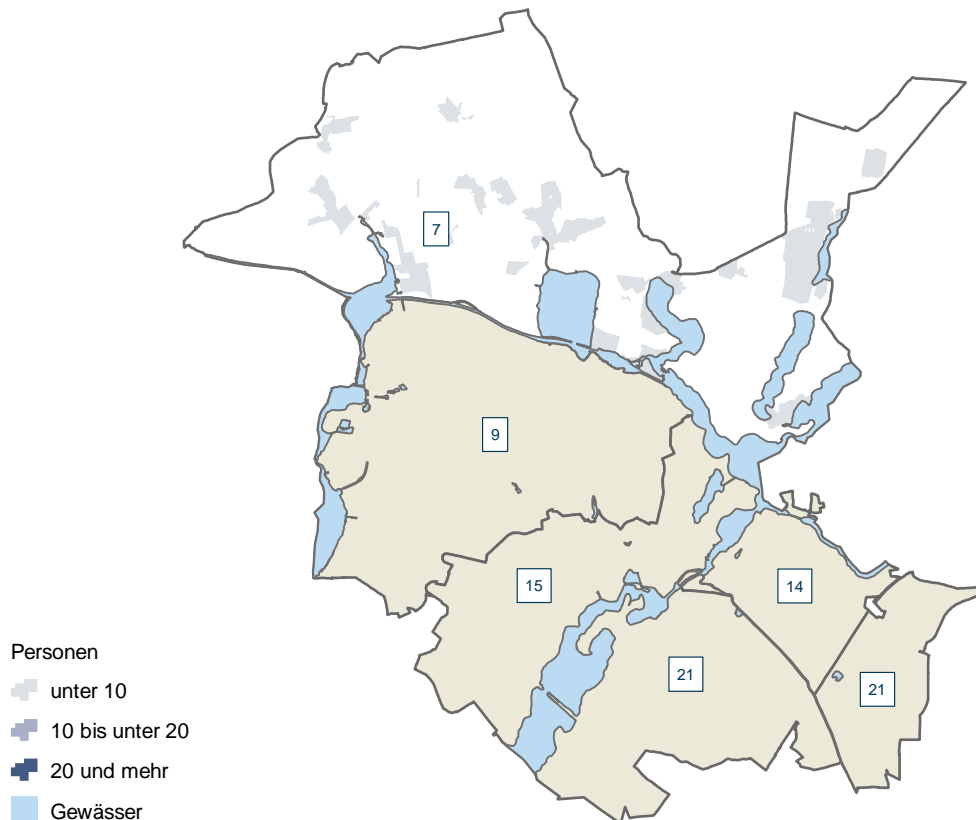 7
9
15
14
21
21
Personen
unter 10
10 bis unter 20
20 und mehr
Gewässer